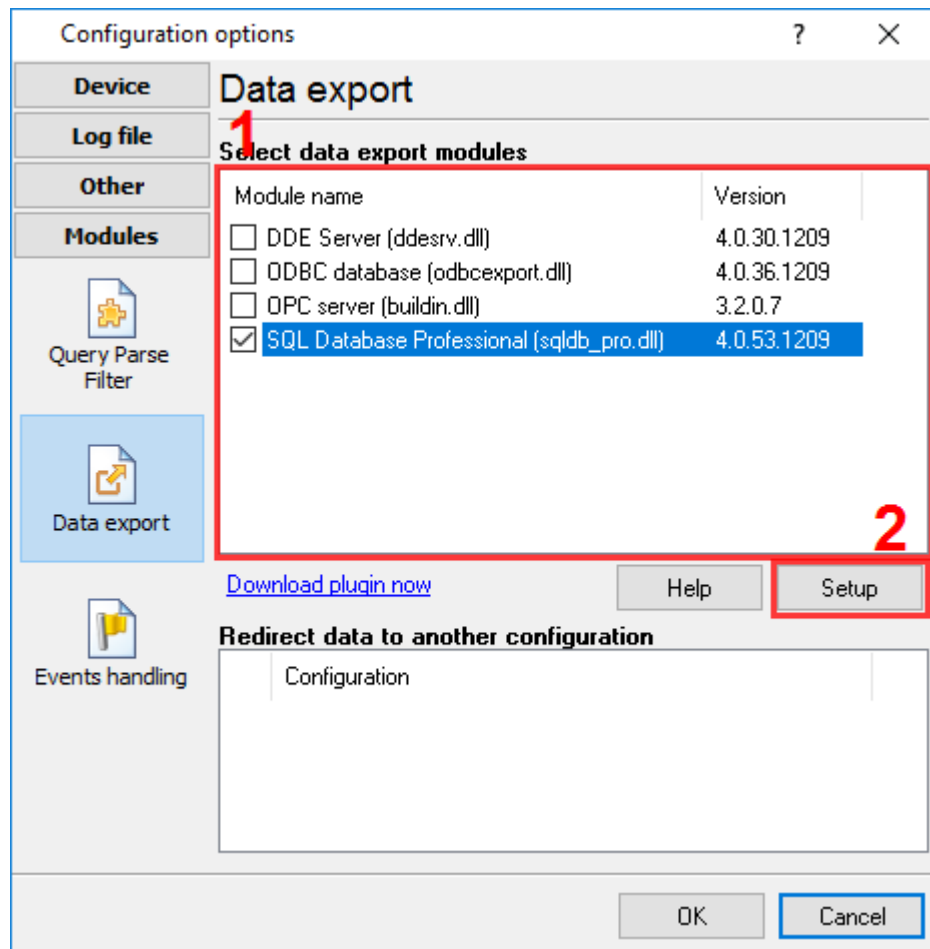 Configuration options
?
Device
Log file
Other
Modules
Query Parse
Filter
Data export
Events handling
Data export
1
Select data export modules
Module name Version
DDE Server (ddesrv.dll) 4.0.30.1209
ODBC database (odbcexport.dll) 4.0.36.1209
OPC server (buildin.dll) 3.2.0.7
SQL Database Professional (sqldb_pro.dll) 4.0.53.1209
2
Download plugin now
Help
Setup
Redirect data to another configuration
Configuration
OK
Cancel